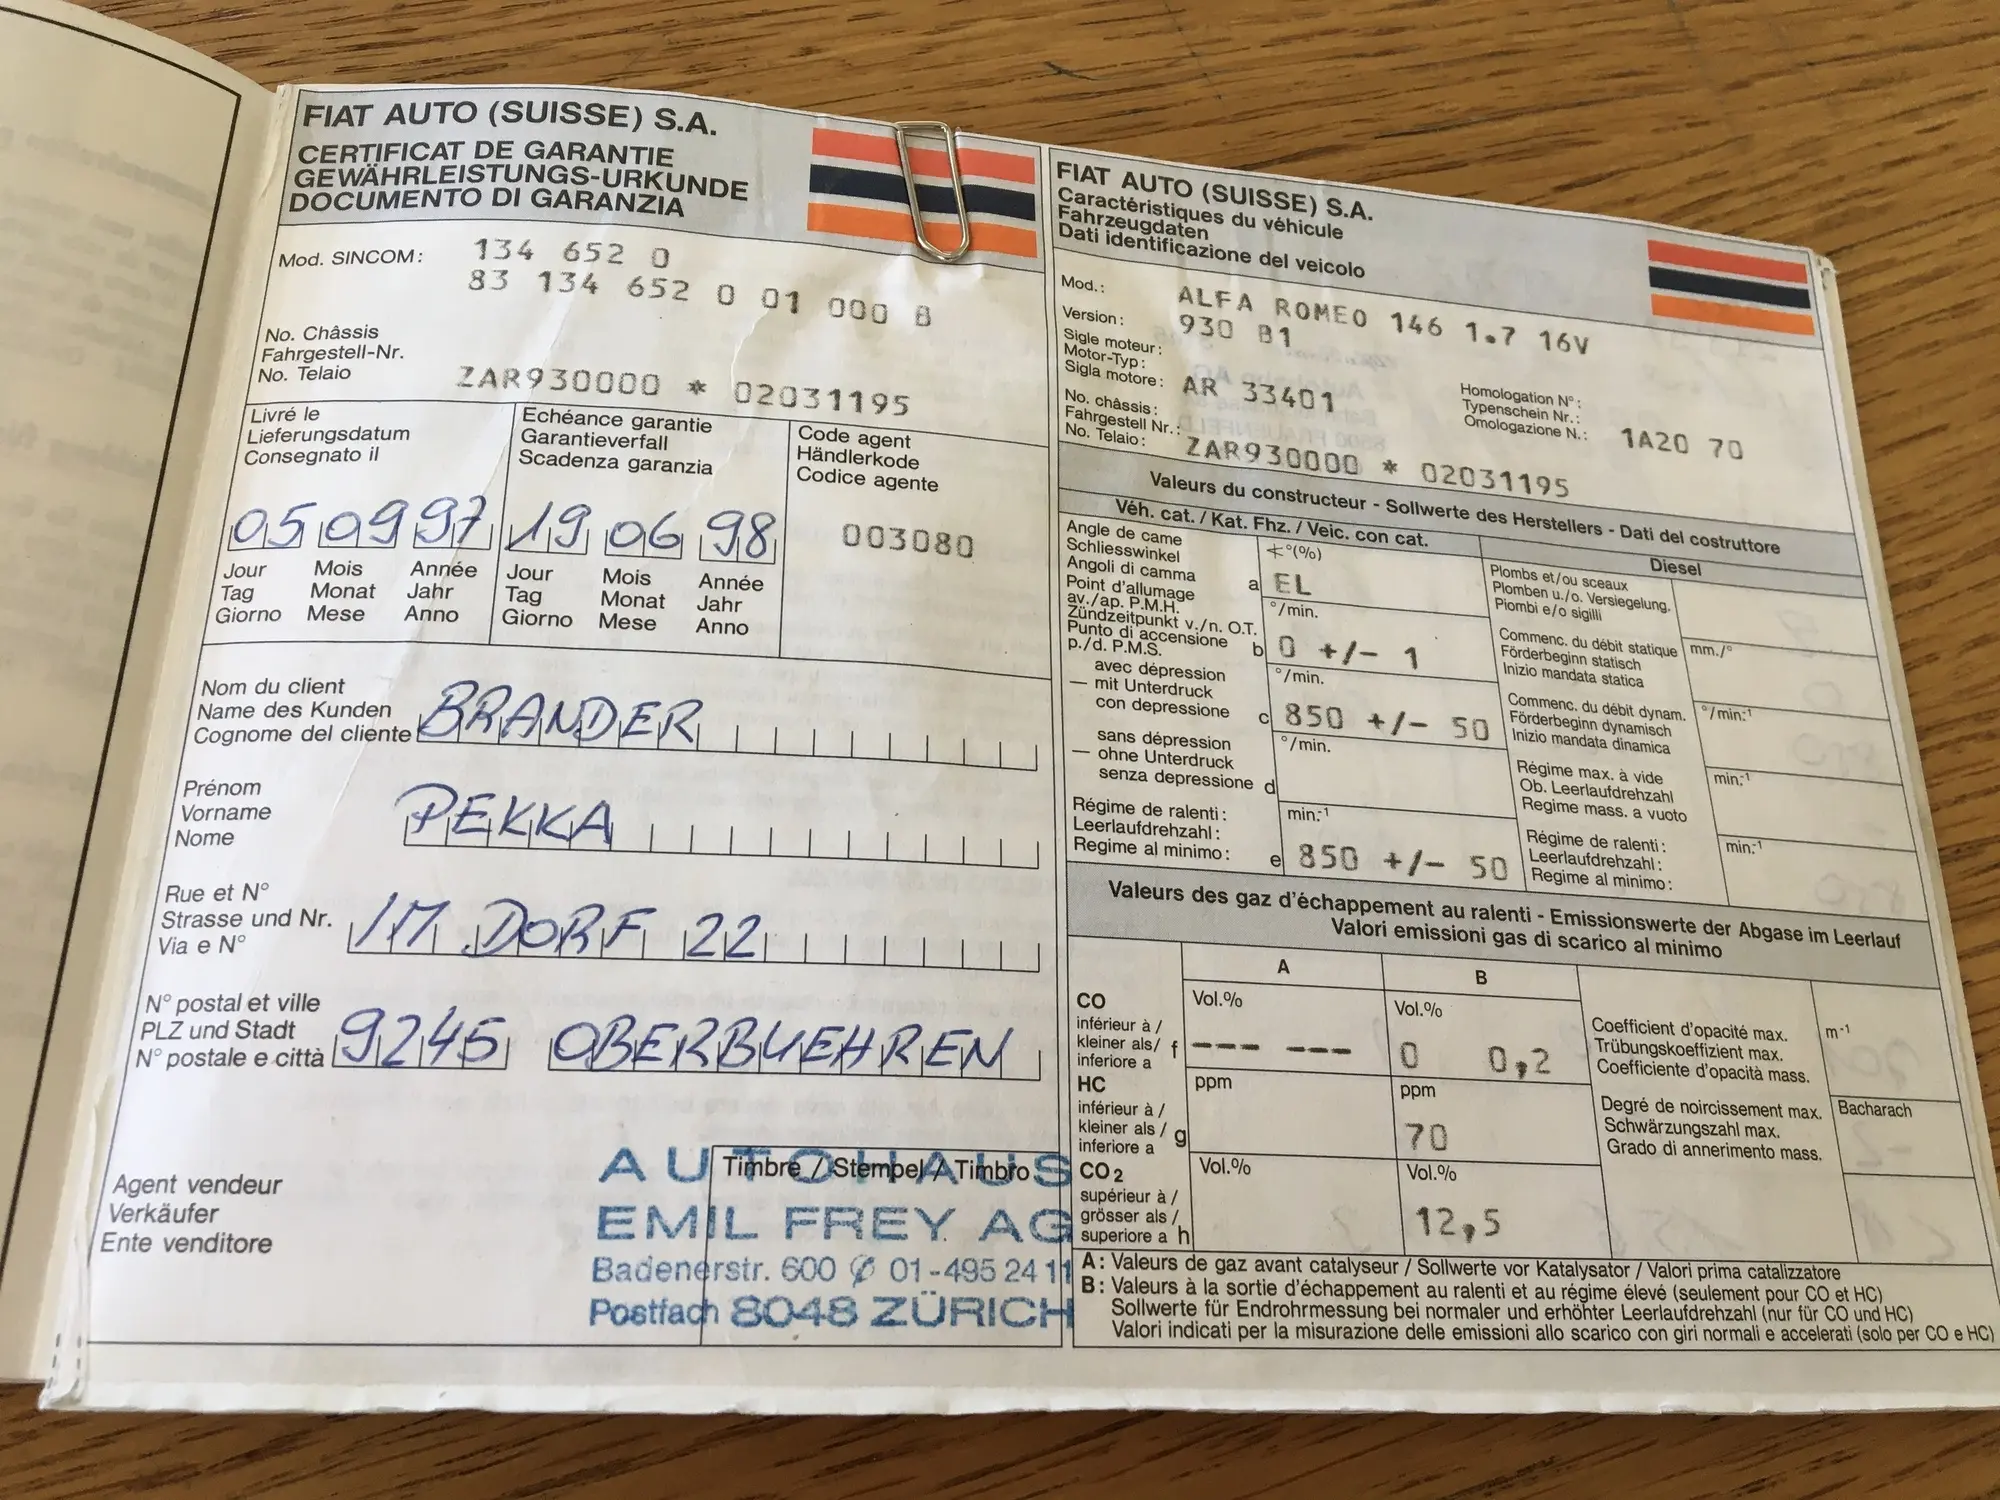 FIAT AUTO (SUISSE) S.A.
CERTIFICAT DE GARANTIE
GEWÄHRLEISTUNGS-URKUNDE
DOCUMENTO DI GARANZIA
Mod. SINCOM: 134 652 0
83 134 652 0 01 000 8
No. Châssis
Fahrgestell-Nr.
No. Telaio ZAR930000 * 02031195
Livré le
Lieferungsdatum
Consegnato il
05 09 97
Jour Mois Année
Tag Monat Jahr
Giorno Mese Anno
Echéance garantie
Garantieverfall
Scadenza garanzia
19 06 98
Jour Mois Année
Tag Monat Jahr
Giorno Mese Anno
Code agent
Händlerkode
Codice agente
003080
Nom du client
Name des Kunden
Cognome del cliente BRANDER
Prénom
Vorname
Nome PEKKA
Rue et N°
Strasse und Nr.
Via e N° IM DORF 22
N° postal et ville
PLZ und Stadt
N° postale e città 9245 OBERBUEHREN
Agent vendeur
Verkäufer
Ente venditore
Timbre / Stempel / Timbro
AUTOHAUS
EMIL FREY AG
Badenerstr. 600 ✆ 01-495 24 11
Postfach 8048 ZÜRICH
FIAT AUTO (SUISSE) S.A.
Caractéristiques du véhicule
Fahrzeugdaten
Dati identificazione del veicolo
Mod.: ALFA ROMEO 146 1.7 16V
Version: 930 B1
Sigle moteur:
Motor-Typ:
Sigla motore: AR 33401
Homologation N°:
Typenschein Nr.:
Omologazione N.: 1A20 70
No. châssis:
Fahrgestell Nr.:
No. Telaio: ZAR930000 * 02031195
Valeurs du constructeur - Sollwerte des Herstellers - Dati del costruttore
Véh. cat. / Kat. Fhz. / Veic. con cat.
Diesel
Angle de came
Schliesswinkel
Angoli di camma a ∢°(%) EL
Point d'allumage
av./ap. P.M.H.
Zündzeitpunkt v./n. O.T.
Punto di accensione
p./d. P.M.S. b °/min. 0 +/- 1
avec dépression
— mit Unterdruck
con depressione c °/min. 850 +/- 50
sans dépression
— ohne Unterdruck
senza depressione d °/min.
Régime de ralenti:
Leerlaufdrehzahl:
Regime al minimo: e min.-1 850 +/- 50
Plombs et/ou sceaux
Plomben u./o. Versiegelung.
Piombi e/o sigilli
Commenc. du débit statique
Förderbeginn statisch
Inizio mandata statica
mm./°
Commenc. du débit dynam.
Förderbeginn dynamisch
Inizio mandata dinamica
°/min.-1
Régime max. à vide
Ob. Leerlaufdrehzahl
Regime mass. a vuoto
min.-1
Régime de ralenti:
Leerlaufdrehzahl:
Regime al minimo:
min.-1
Valeurs des gaz d'échappement au ralenti - Emissionswerte der Abgase im Leerlauf
Valori emissioni gas di scarico al minimo
A B
CO
inférieur à /
kleiner als/
inferiore a f
Vol.% --- ---
Vol.% 0 0,2
HC
inférieur à /
kleiner als /
inferiore a g
ppm
ppm 70
CO2
supérieur à /
grösser als /
superiore a h
Vol.%
Vol.% 12,5
Coefficient d'opacité max.
Trübungskoeffizient max.
Coefficiente d'opacità mass.
m-1
Degré de noircissement max.
Schwärzungszahl max.
Grado di annerimento mass.
Bacharach
A: Valeurs de gaz avant catalyseur / Sollwerte vor Katalysator / Valori prima catalizzatore
B: Valeurs à la sortie d'échappement au ralenti et au régime élevé (seulement pour CO et HC)
Sollwerte für Endrohrmessung bei normaler und erhöhter Leerlaufdrehzahl (nur für CO und HC)
Valori indicati per la misurazione delle emissioni allo scarico con giri normali e accelerati (solo per CO e HC)